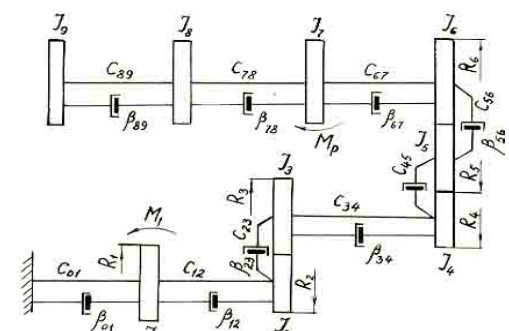 J₉ J₈ J₇ J₆
C₈₉ C₇₈ C₆₇ R₆
C₅₆
β₈₉ β₇₈ β₆₇ β₅₆
Mₚ J₅
R₅
J₃ C₄₅
R₃
M₁ C₂₃ C₃₄ R₄
R₁
C₀₁ C₁₂ β₂₃ β₃₄ J₄
R₂
β₀₁ β₁₂